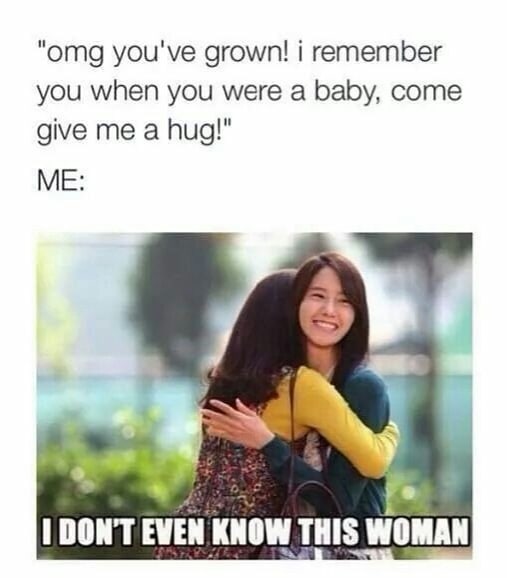 "omg you've grown! i remember
you when you were a baby, come
give me a hug!"
ME:
I DON'T EVEN KNOW THIS WOMAN